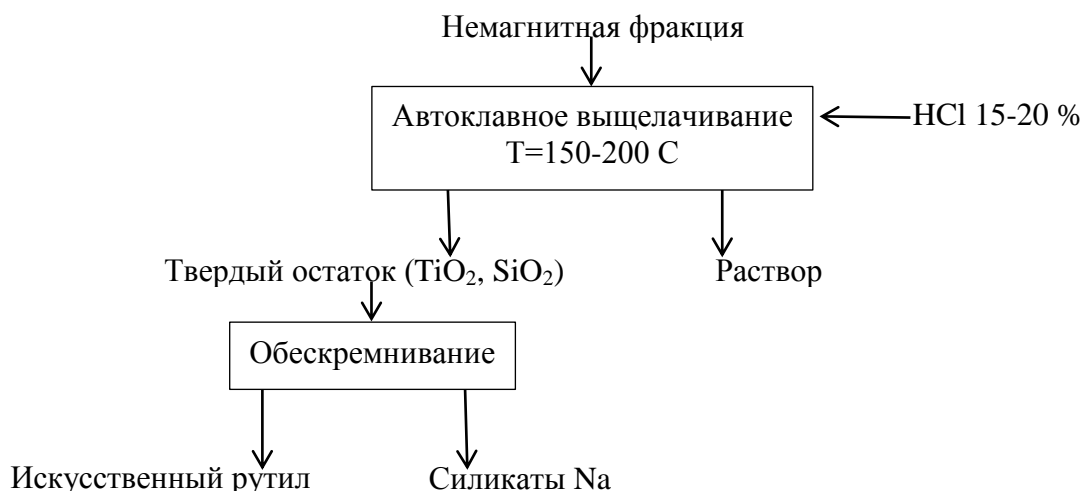 Немагнитная фракция
Автоклавное выщелачивание
Т=150-200 С
HCl 15-20 %
Твердый остаток (TiO₂, SiO₂)
Раствор
Обескремнивание
Искусственный рутил
Силикаты Na